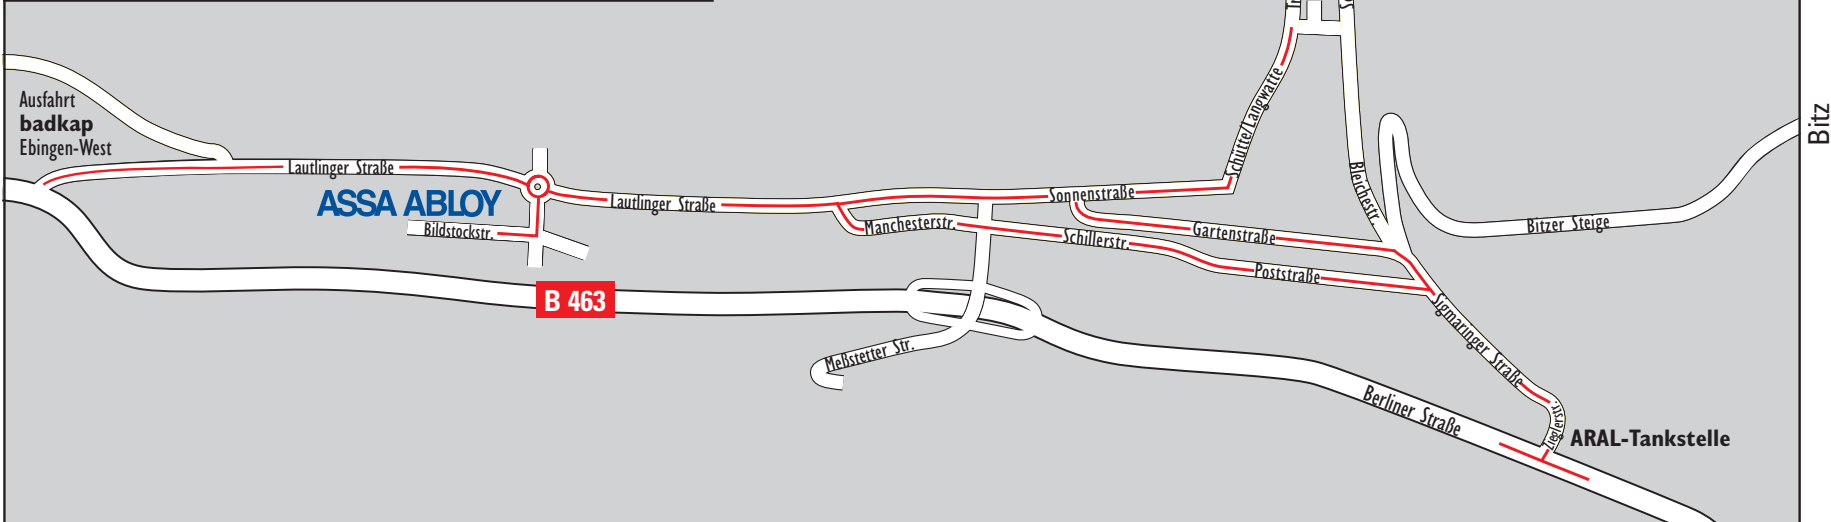 Ausfahrt
badkap
Ebingen-West
Lautlinger Straße
ASSA ABLOY
Bildstockstr.
Lautlinger Straße
B 463
Manchesterstr.
Sonnenstraße
Schillerstr.
Gartenstraße
Poststraße
Schütte/Langwatte
Bleichestr.
Bitzer Steige
Bitz
Meßstetter Str.
Sigmaringer Straße
Berliner Straße
Zieglerstr.
ARAL-Tankstelle